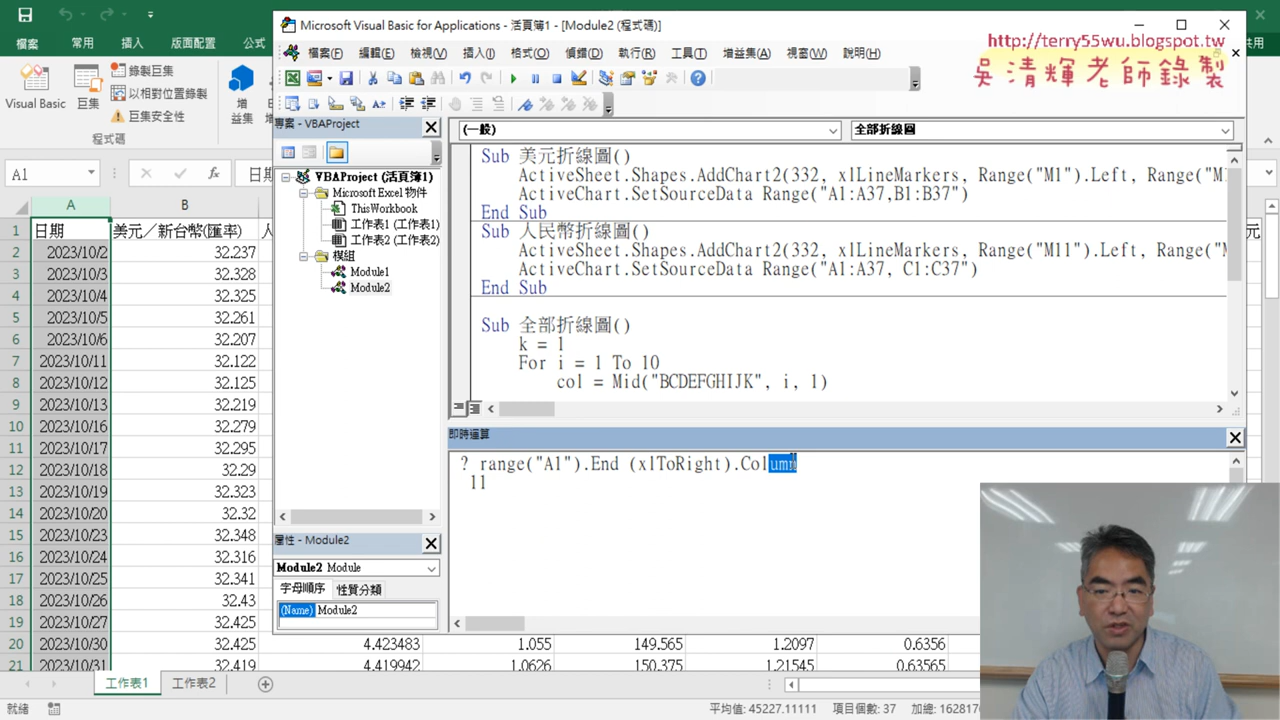 Microsoft Visual Basic for Applications - 活頁簿1 - [Module2 (程式碼)]
檔案 常用 插入 版面配置 公式
檔案(F) 編輯(E) 檢視(V) 插入(I) 格式(O) 偵錯(D) 執行(R) 工具(T) 增益集(A) 視窗(W) 說明(H)
http://terry55wu.blogspot.tw
吳清輝老師錄製
共用
Visual Basic
巨集
錄製巨集
以相對位置錄製
巨集安全性
增
益集
程式碼
專案 - VBAProject
VBAProject (活頁簿1)
Microsoft Excel 物件
ThisWorkbook
工作表1 (工作表1)
工作表2 (工作表2)
模組
Module1
Module2
屬性 - Module2
Module2 Module
字母順序 性質分類
(Name) Module2
(一般) 全部折線圖
Sub 美元折線圖()
ActiveSheet.Shapes.AddChart2(332, xlLineMarkers, Range("M1").Left, Range("M
ActiveChart.SetSourceData Range("A1:A37,B1:B37")
End Sub
Sub 人民幣折線圖()
ActiveSheet.Shapes.AddChart2(332, xlLineMarkers, Range("M11").Left, Range("
ActiveChart.SetSourceData Range("A1:A37, C1:C37")
End Sub
Sub 全部折線圖()
k = 1
For i = 1 To 10
col = Mid("BCDEFGHIJK", i, 1)
即時運算
? range("A1").End (xlToRight).Column
11
A1 fx 日期
A B
1 日期 美元／新台幣(匯率) 元
2 2023/10/2 32.237
3 2023/10/3 32.328
4 2023/10/4 32.325
5 2023/10/5 32.261
6 2023/10/6 32.207
7 2023/10/11 32.122
8 2023/10/12 32.125
9 2023/10/13 32.219
10 2023/10/16 32.279
11 2023/10/17 32.295
12 2023/10/18 32.29
13 2023/10/19 32.323
14 2023/10/20 32.32
15 2023/10/23 32.348
16 2023/10/24 32.316
17 2023/10/25 32.341
18 2023/10/26 32.43
19 2023/10/27 32.425
20 2023/10/30 32.425 4.423483 1.055 149.565 1.2097 0.6356
21 2023/10/31 32.419 4.419942 1.0626 150.375 1.21545 0.63565
工作表1 工作表2
就緒 平均值: 45227.11111 項目個數: 37 加總: 162817